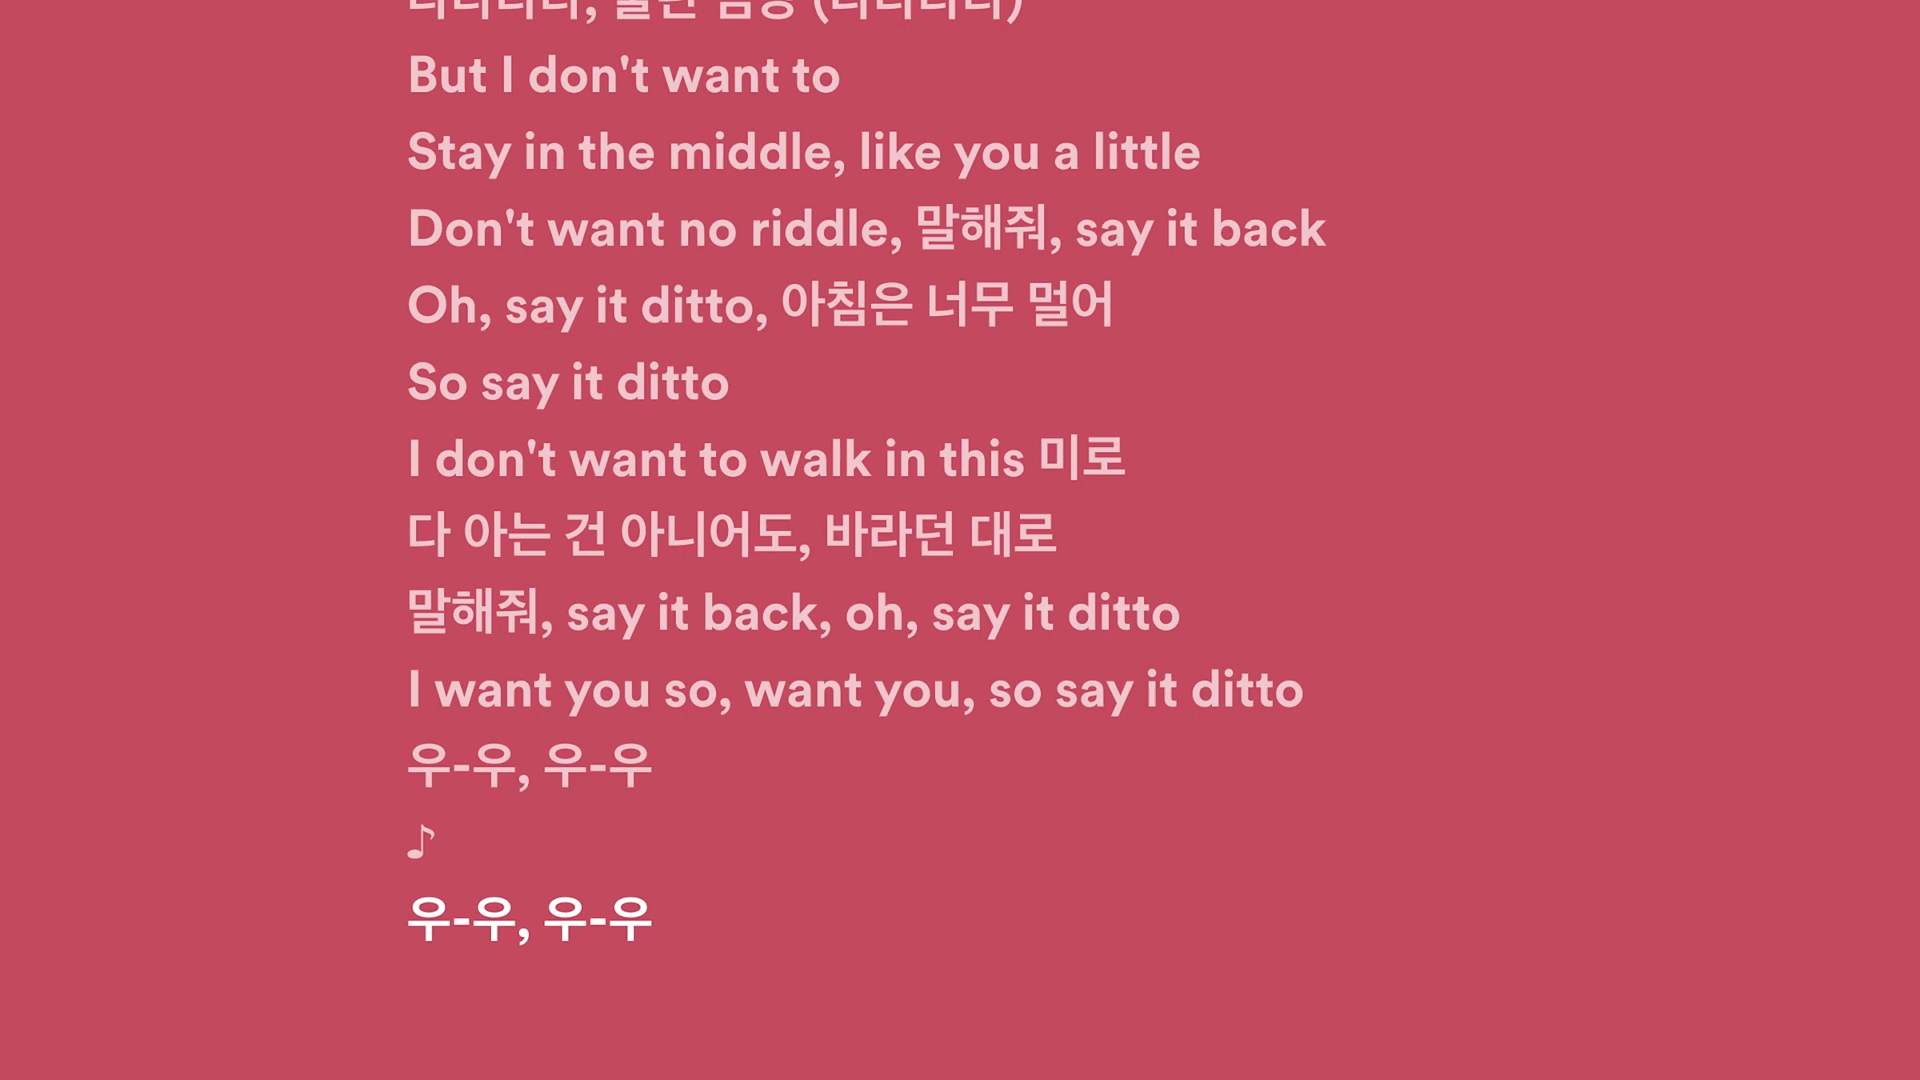 But I don't want to
Stay in the middle, like you a little
Don't want no riddle, 말해줘, say it back
Oh, say it ditto, 아침은 너무 멀어
So say it ditto
I don't want to walk in this 미로
다 아는 건 아니어도, 바라던 대로
말해줘, say it back, oh, say it ditto
I want you so, want you, so say it ditto
우-우, 우-우
♪
우-우, 우-우